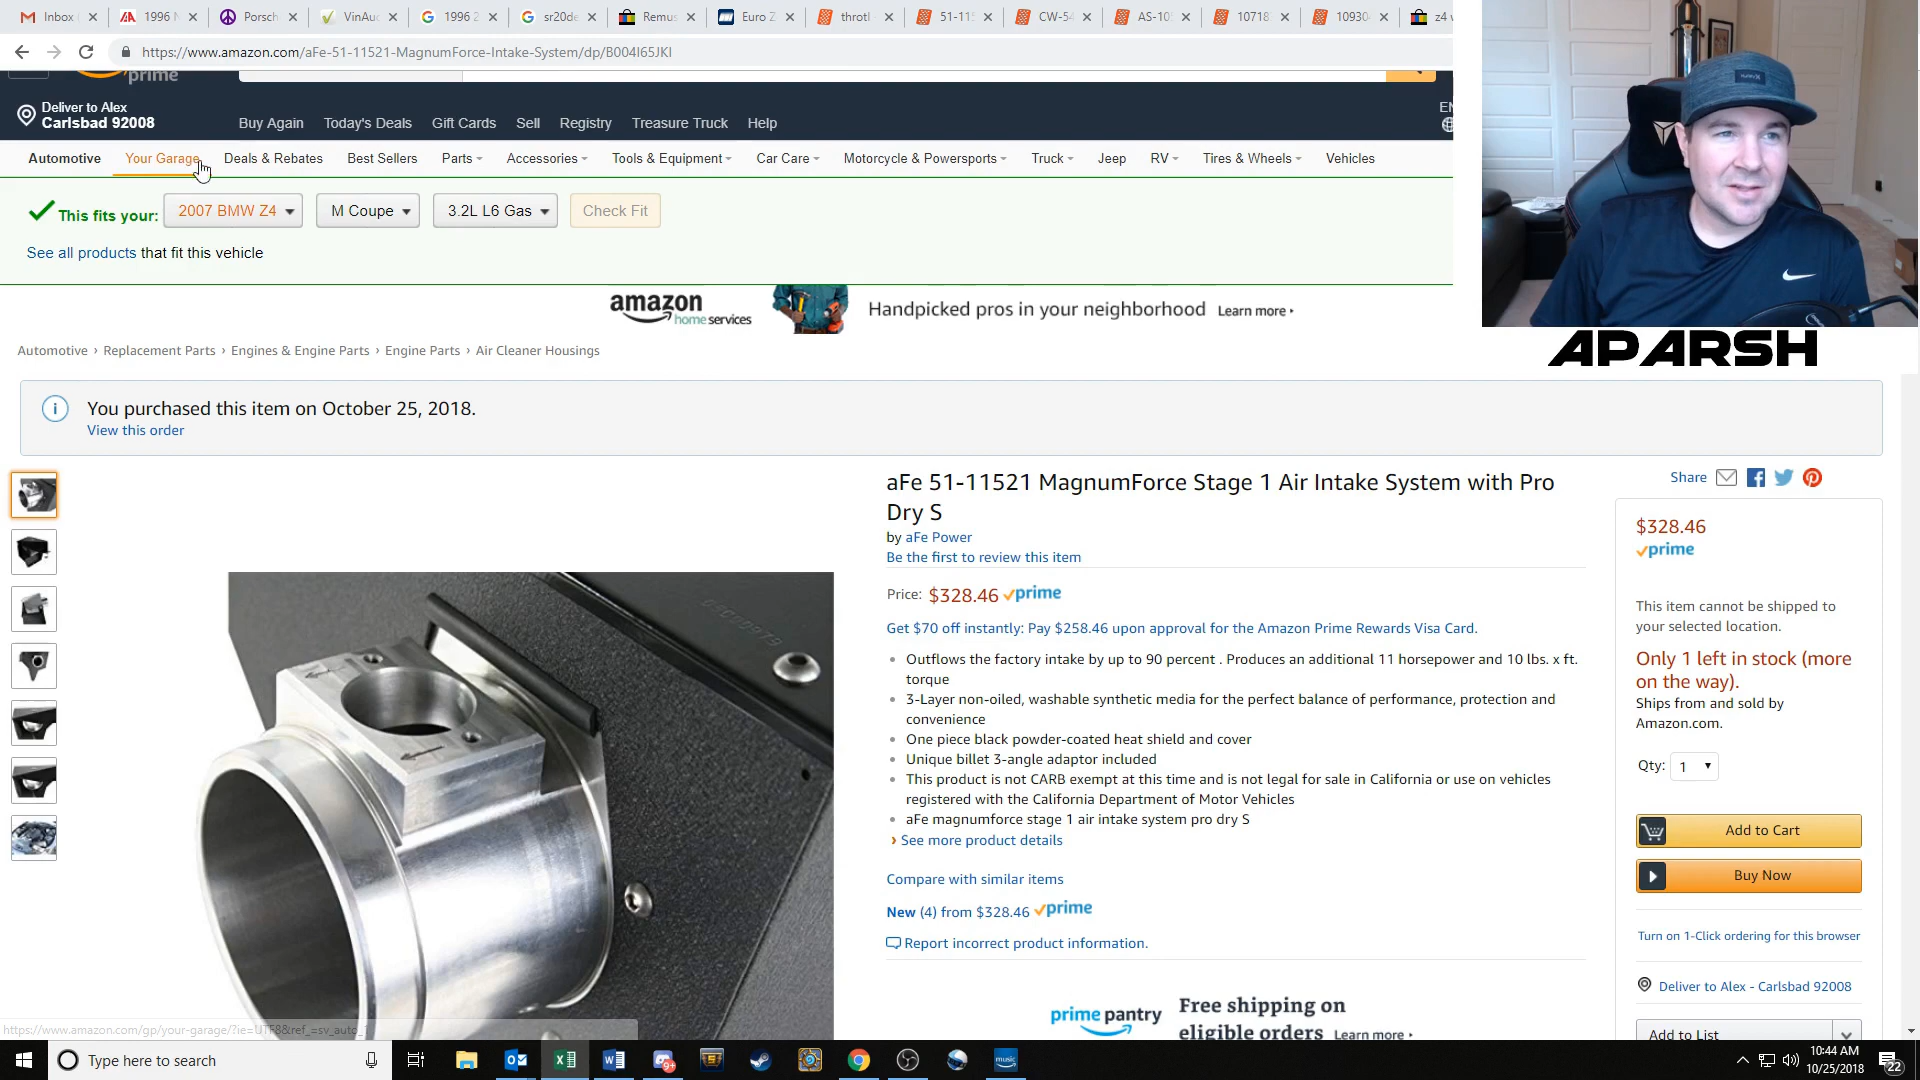 Inbox
1996 N
Porsch
VinAu
1996 Z
sr20de
Remus
Euro Z
throtl
51-115
CW-54
AS-10
10718
10930
z4 v
https://www.amazon.com/aFe-51-11521-MagnumForce-Intake-System/dp/B004I65JKI
prime
Deliver to Alex
Carlsbad 92008
Buy Again Today's Deals Gift Cards Sell Registry Treasure Truck Help
EN
Automotive Your Garage Deals & Rebates Best Sellers Parts Accessories Tools & Equipment Car Care Motorcycle & Powersports Truck Jeep RV Tires & Wheels Vehicles
This fits your: 2007 BMW Z4 M Coupe 3.2L L6 Gas Check Fit
See all products that fit this vehicle
amazon home services Handpicked pros in your neighborhood Learn more ›
APARSH
Automotive › Replacement Parts › Engines & Engine Parts › Engine Parts › Air Cleaner Housings
You purchased this item on October 25, 2018.
View this order
aFe 51-11521 MagnumForce Stage 1 Air Intake System with Pro
Dry S
by aFe Power
Be the first to review this item
Price: $328.46 prime
Get $70 off instantly: Pay $258.46 upon approval for the Amazon Prime Rewards Visa Card.
• Outflows the factory intake by up to 90 percent . Produces an additional 11 horsepower and 10 lbs. x ft.
torque
• 3-Layer non-oiled, washable synthetic media for the perfect balance of performance, protection and
convenience
• One piece black powder-coated heat shield and cover
• Unique billet 3-angle adaptor included
• This product is not CARB exempt at this time and is not legal for sale in California or use on vehicles
registered with the California Department of Motor Vehicles
• aFe magnumforce stage 1 air intake system pro dry S
› See more product details
Compare with similar items
New (4) from $328.46 prime
Report incorrect product information.
prime pantry Free shipping on
eligible orders Learn more ›
Share
$328.46
prime
This item cannot be shipped to
your selected location.
Only 1 left in stock (more
on the way).
Ships from and sold by
Amazon.com.
Qty: 1
Add to Cart
Buy Now
Turn on 1-Click ordering for this browser
Deliver to Alex - Carlsbad 92008
Add to List
https://www.amazon.com/gp/your-garage/?ie=UTF8&ref_=sv_auto_
Type here to search
music
10:44 AM
10/25/2018
22